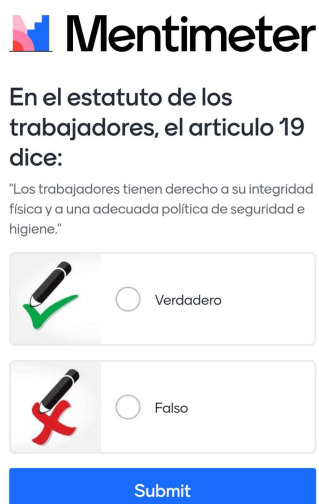 Mentimeter
En el estatuto de los
trabajadores, el articulo 19
dice:
"Los trabajadores tienen derecho a su integridad
física y a una adecuada política de seguridad e
higiene."
Verdadero
Falso
Submit